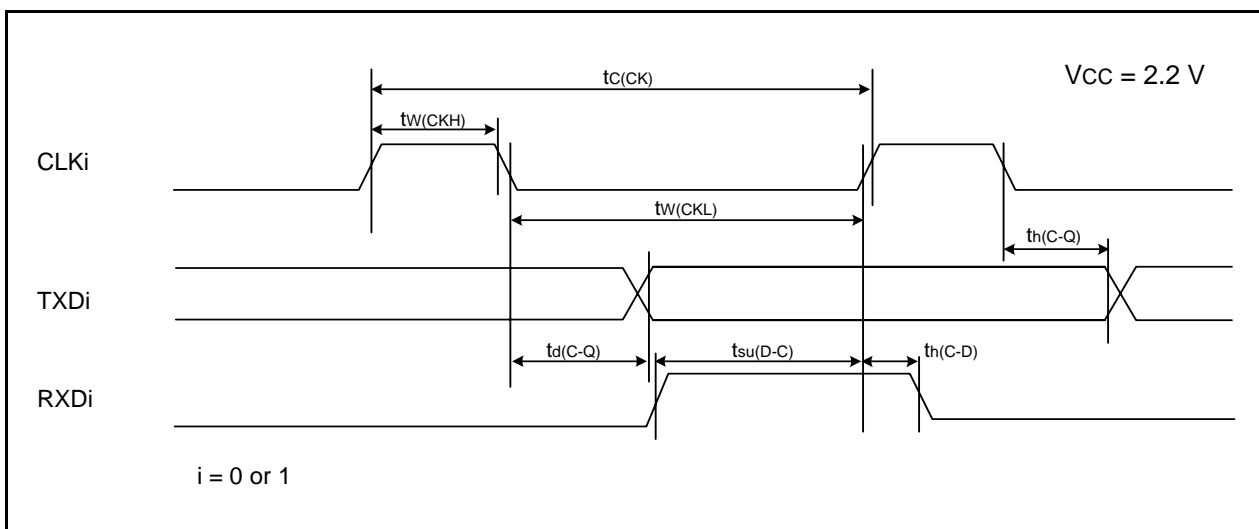 tC(CK)
VCC = 2.2 V
tW(CKH)
CLKi
tW(CKL)
th(C-Q)
TXDi
td(C-Q)
tsu(D-C)
th(C-D)
RXDi
i = 0 or 1